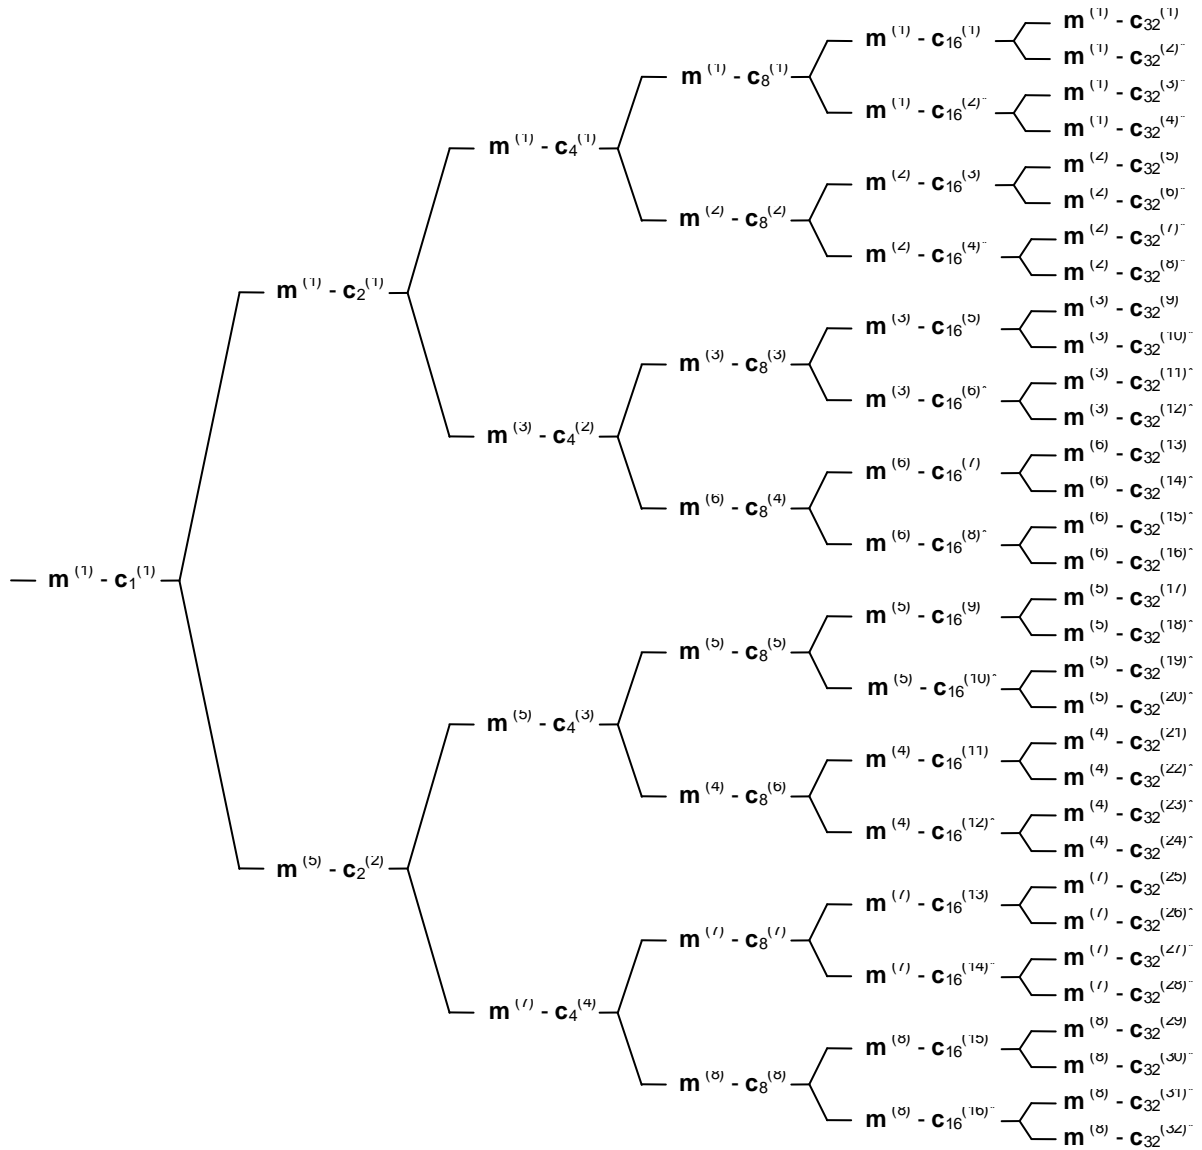 m(1) - c32(1)
m(1) - c16(1)
m(1) - c32(2)*
m(1) - c8(1)
m(1) - c32(3)*
m(1) - c16(2)*
m(1) - c32(4)*
m(1) - c4(1)
m(2) - c32(5)
m(2) - c16(3)
m(2) - c32(6)*
m(2) - c8(2)
m(2) - c32(7)*
m(2) - c16(4)*
m(2) - c32(8)*
m(1) - c2(1)
m(3) - c32(9)
m(3) - c16(5)
m(3) - c32(10)*
m(3) - c8(3)
m(3) - c32(11)*
m(3) - c16(6)*
m(3) - c32(12)*
m(3) - c4(2)
m(6) - c32(13)
m(6) - c16(7)
m(6) - c32(14)*
m(6) - c8(4)
m(6) - c32(15)*
m(6) - c16(8)*
m(6) - c32(16)*
m(1) - c1(1)
m(5) - c32(17)
m(5) - c16(9)
m(5) - c32(18)*
m(5) - c8(5)
m(5) - c32(19)*
m(5) - c16(10)*
m(5) - c32(20)*
m(5) - c4(3)
m(4) - c32(21)
m(4) - c16(11)
m(4) - c32(22)*
m(4) - c8(6)
m(4) - c32(23)*
m(4) - c16(12)*
m(4) - c32(24)*
m(5) - c2(2)
m(7) - c32(25)
m(7) - c16(13)
m(7) - c32(26)*
m(7) - c8(7)
m(7) - c32(27)*
m(7) - c16(14)*
m(7) - c32(28)*
m(7) - c4(4)
m(8) - c32(29)
m(8) - c16(15)
m(8) - c32(30)*
m(8) - c8(8)
m(8) - c32(31)*
m(8) - c16(16)*
m(8) - c32(32)*